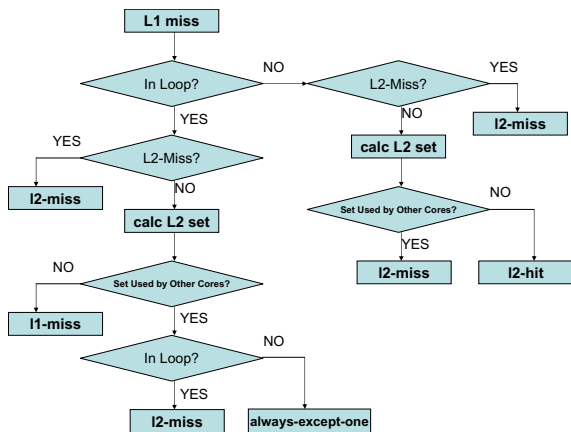 L1 miss
In Loop?
NO
L2-Miss?
YES
l2-miss
YES
NO
YES
L2-Miss?
calc L2 set
l2-miss
NO
calc L2 set
Set Used by Other Cores?
NO
YES
l2-miss
l2-hit
NO
Set Used by Other Cores?
l1-miss
YES
In Loop?
NO
YES
l2-miss
always-except-one